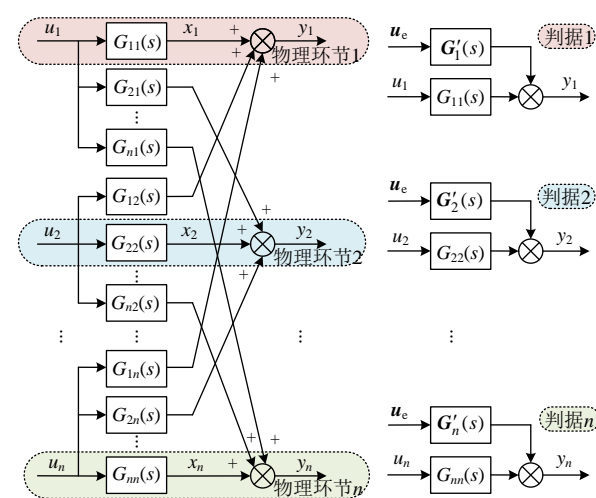 u₁ G₁₁(s) x₁ + y₁
+ 物理环节1
G₂₁(s) +
⋮
Gₙ₁(s)
G₁₂(s) +
u₂ G₂₂(s) x₂ + y₂
⋮ + 物理环节2
Gₙ₂(s)
⋮ ⋮ ⋮
G₁ₙ(s)
G₂ₙ(s)
⋮ + +
uₙ Gₙₙ(s) xₙ + yₙ
物理环节n
uₑ G′₁(s) 判据1
u₁ G₁₁(s) y₁
uₑ G′₂(s) 判据2
u₂ G₂₂(s) y₂
⋮
uₑ G′ₙ(s) 判据n
uₙ Gₙₙ(s) yₙ